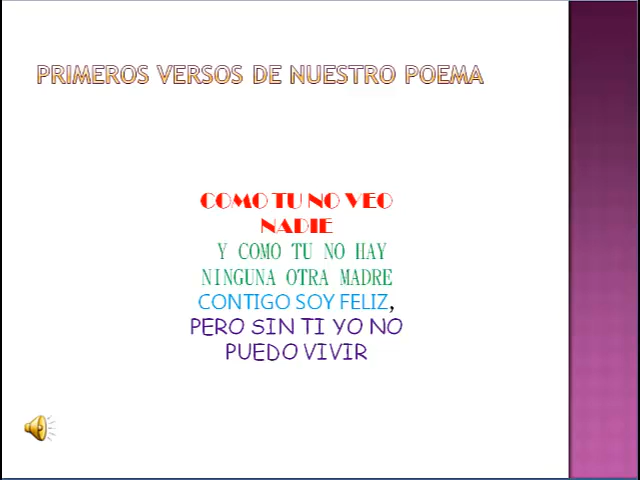 PRIMEROS VERSOS DE NUESTRO POEMA
COMO TU NO VEO
NADIE
Y COMO TU NO HAY
NINGUNA OTRA MADRE
CONTIGO SOY FELIZ,
PERO SIN TI YO NO
PUEDO VIVIR